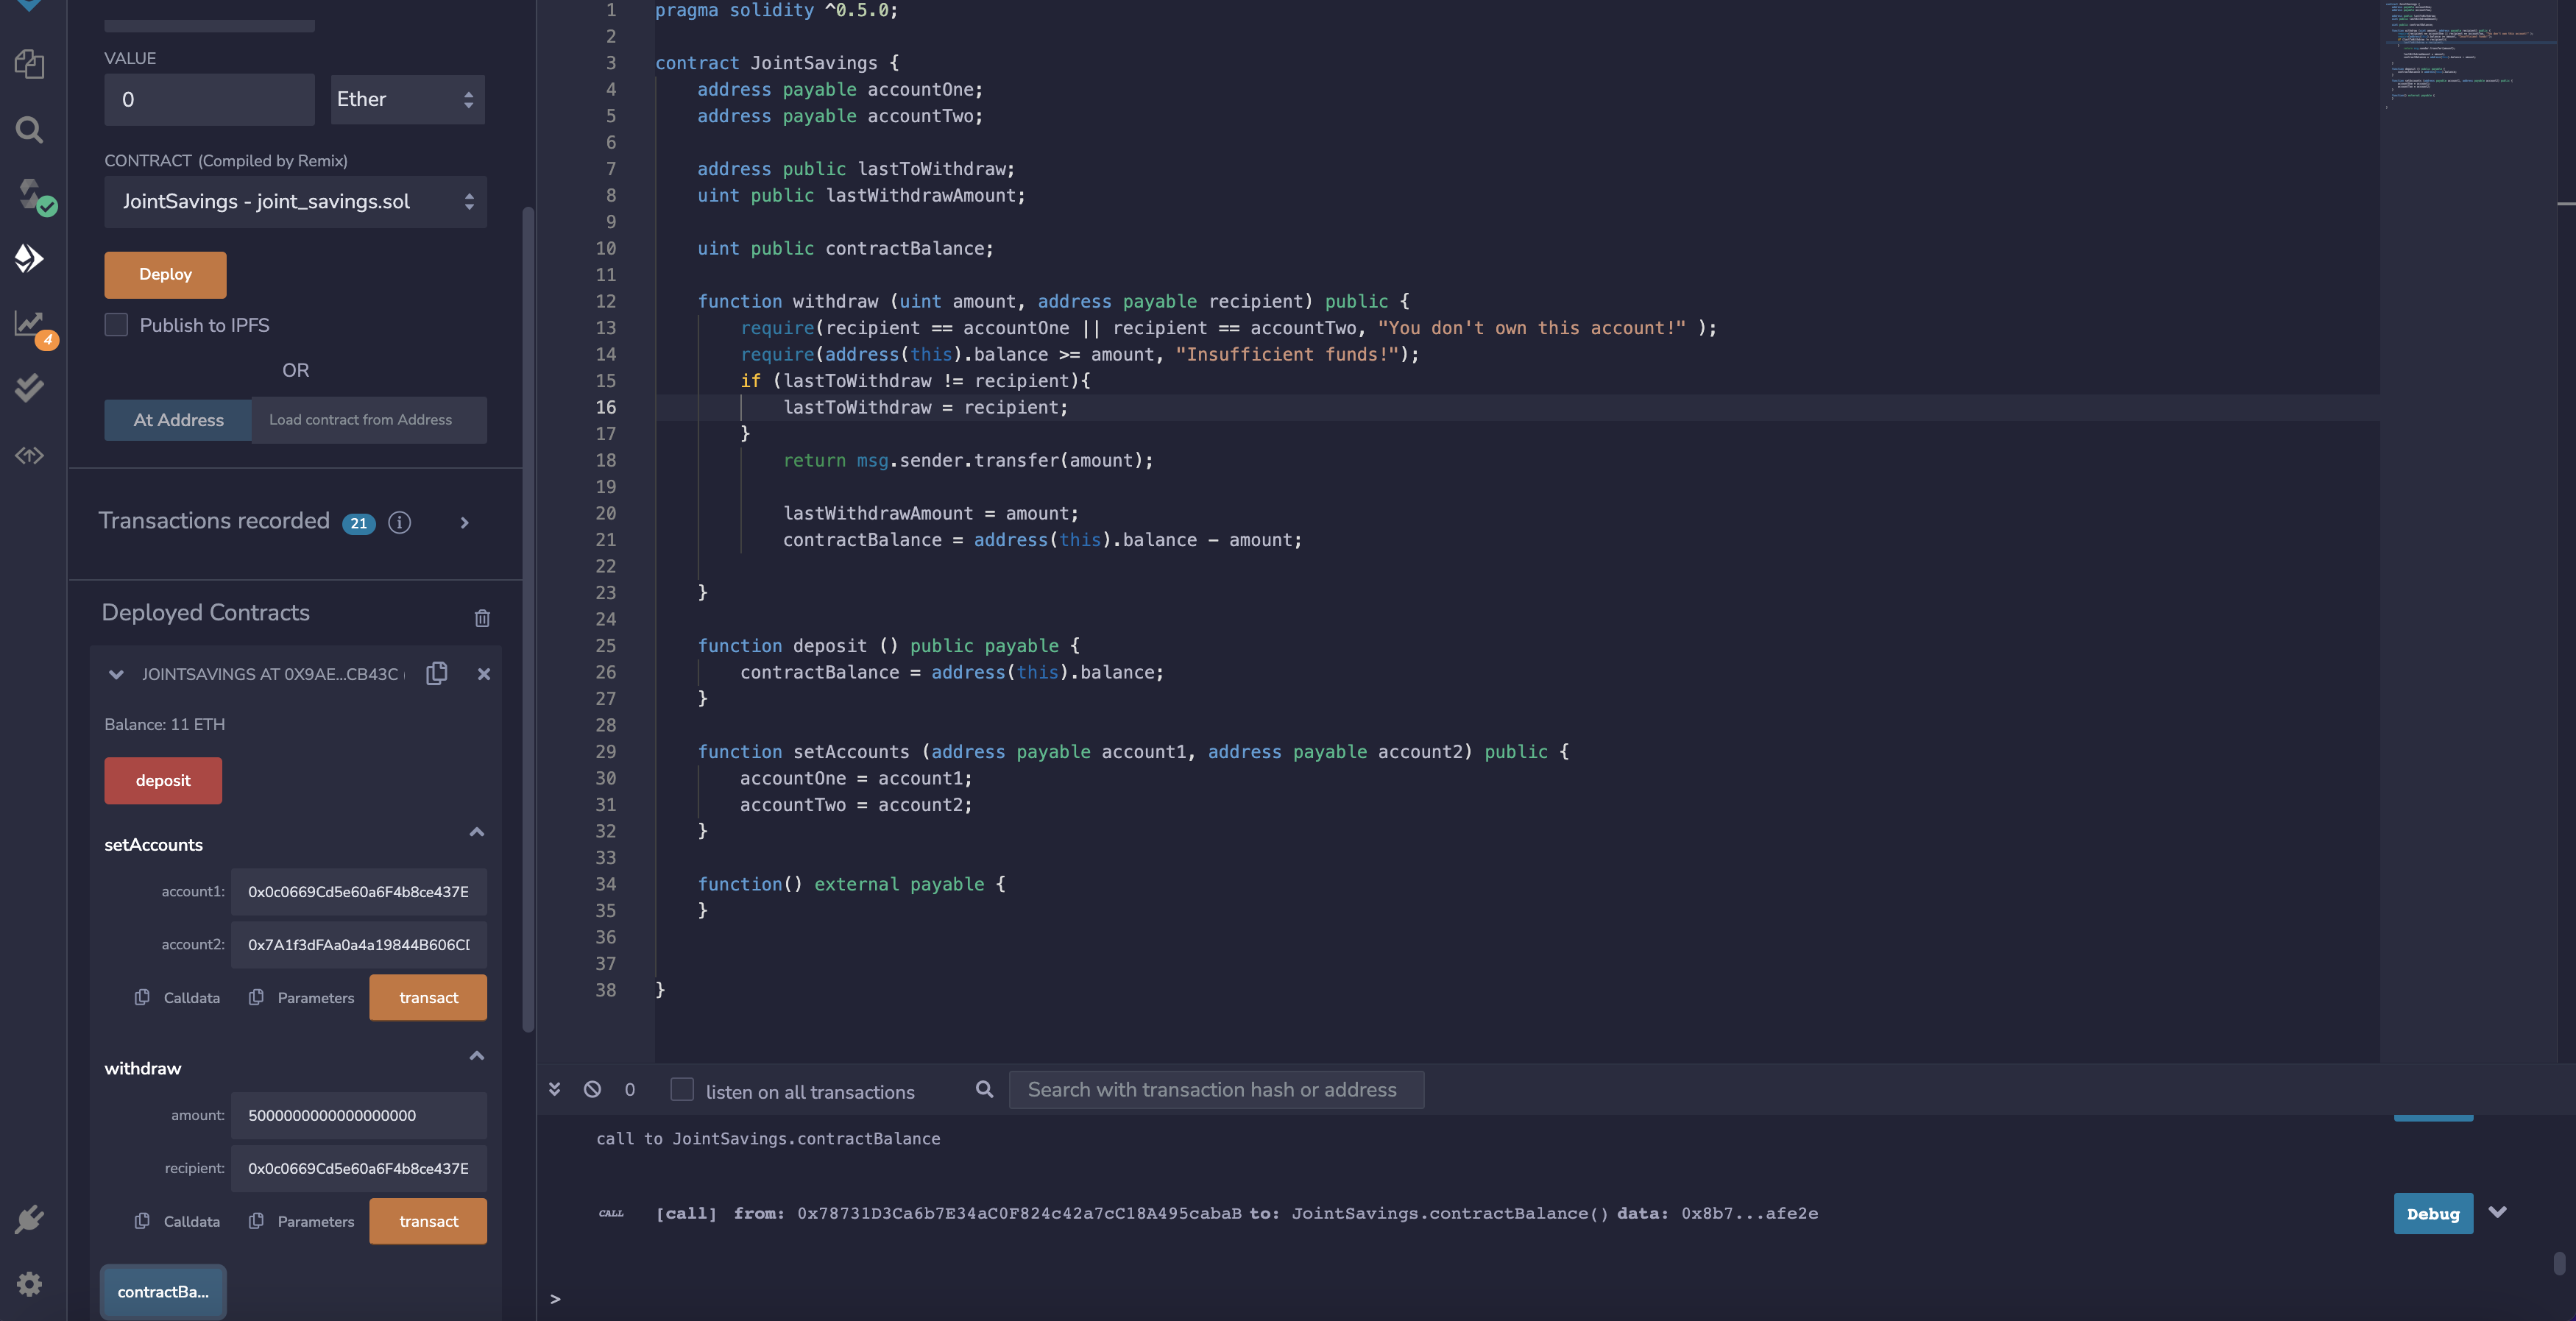 VALUE
0
Ether
CONTRACT (Compiled by Remix)
JointSavings - joint_savings.sol
Deploy
Publish to IPFS
4
OR
At Address
Load contract from Address
Transactions recorded 21 i
Deployed Contracts
JOINTSAVINGS AT 0X9AE...CB43C
Balance: 11 ETH
deposit
setAccounts
account1:
0x0c0669Cd5e60a6F4b8ce437E
account2:
0x7A1f3dFAa0a4a19844B606CI
Calldata
Parameters
transact
withdraw
amount:
5000000000000000000
recipient:
0x0c0669Cd5e60a6F4b8ce437E
Calldata
Parameters
transact
contractBa...
1 pragma solidity ^0.5.0;
2
3 contract JointSavings {
4 address payable accountOne;
5 address payable accountTwo;
6
7 address public lastToWithdraw;
8 uint public lastWithdrawAmount;
9
10 uint public contractBalance;
11
12 function withdraw (uint amount, address payable recipient) public {
13 require(recipient == accountOne || recipient == accountTwo, "You don't own this account!" );
14 require(address(this).balance >= amount, "Insufficient funds!");
15 if (lastToWithdraw != recipient){
16 lastToWithdraw = recipient;
17 }
18 return msg.sender.transfer(amount);
19
20 lastWithdrawAmount = amount;
21 contractBalance = address(this).balance - amount;
22
23 }
24
25 function deposit () public payable {
26 contractBalance = address(this).balance;
27 }
28
29 function setAccounts (address payable account1, address payable account2) public {
30 accountOne = account1;
31 accountTwo = account2;
32 }
33
34 function() external payable {
35 }
36
37
38 }
0
listen on all transactions
Search with transaction hash or address
call to JointSavings.contractBalance
CALL [call] from: 0x78731D3Ca6b7E34aC0F824c42a7cC18A495cabaB to: JointSavings.contractBalance() data: 0x8b7...afe2e
Debug
>